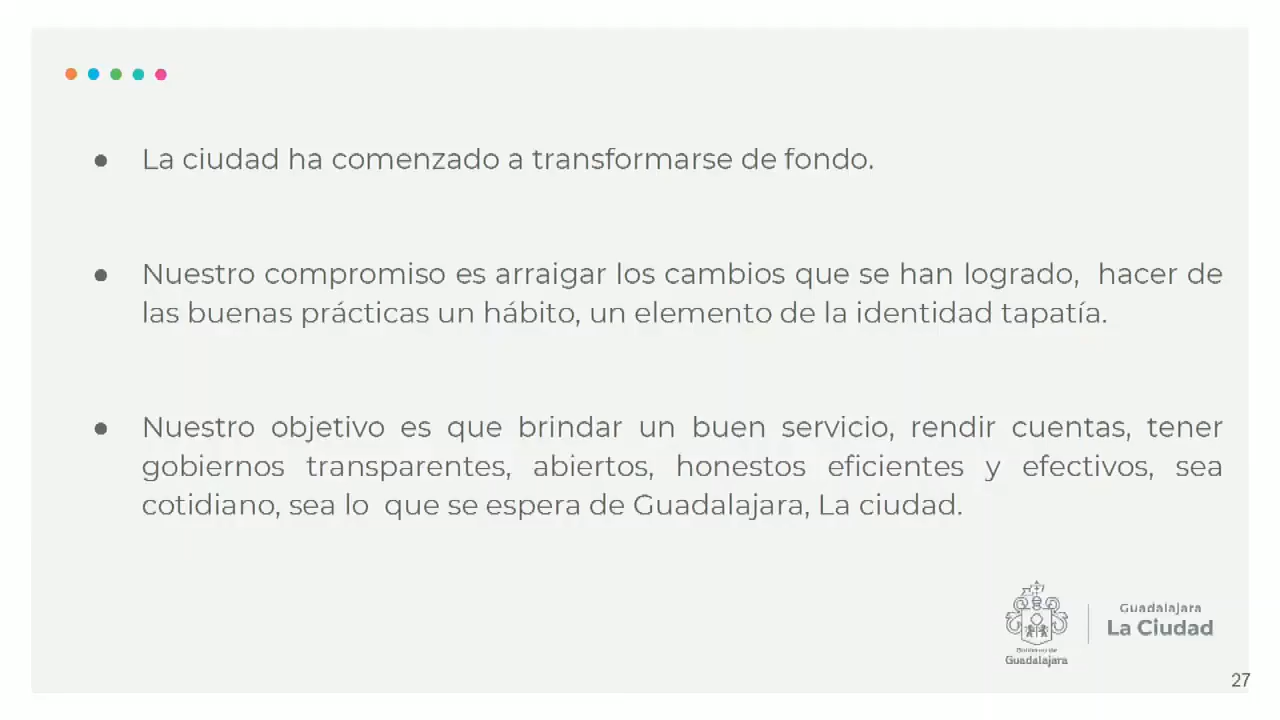 ● La ciudad ha comenzado a transformarse de fondo.
● Nuestro compromiso es arraigar los cambios que se han logrado,  hacer de
las buenas prácticas un hábito, un elemento de la identidad tapatía.
● Nuestro objetivo es que brindar un buen servicio, rendir cuentas, tener
gobiernos transparentes, abiertos, honestos eficientes y efectivos, sea
cotidiano, sea lo  que se espera de Guadalajara, La ciudad.
Gobierno de
Guadalajara
Guadalajara
La Ciudad
27